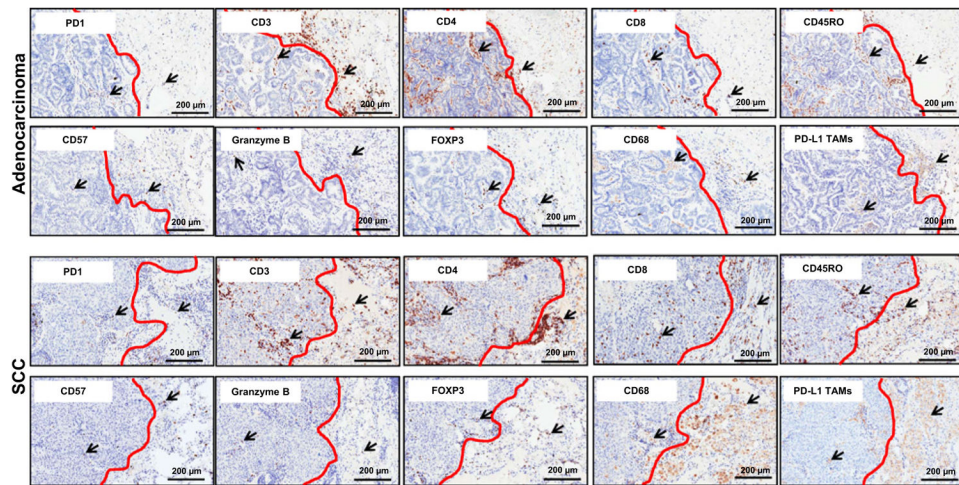 Adenocarcinoma
PD1 CD3 CD4 CD8 CD45RO
200 µm 200 µm 200 µm 200 µm 200 µm
CD57 Granzyme B FOXP3 CD68 PD-L1 TAMs
200 µm 200 µm 200 µm 200 µm 200 µm
SCC
PD1 CD3 CD4 CD8 CD45RO
200 µm 200 µm 200 µm 200 µm 200 µm
CD57 Granzyme B FOXP3 CD68 PD-L1 TAMs
200 µm 200 µm 200 µm 200 µm 200 µm